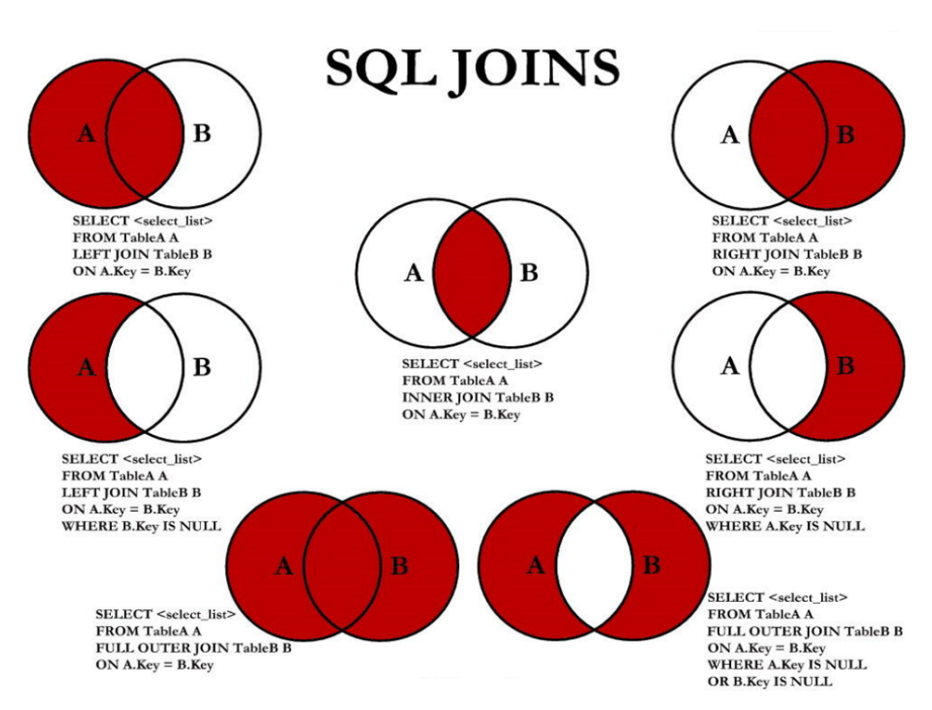 SQL JOINS
A
B
SELECT <select_list>
FROM TableA A
LEFT JOIN TableB B
ON A.Key = B.Key
A
B
SELECT <select_list>
FROM TableA A
RIGHT JOIN TableB B
ON A.Key = B.Key
A
B
SELECT <select_list>
FROM TableA A
INNER JOIN TableB B
ON A.Key = B.Key
A
B
SELECT <select_list>
FROM TableA A
LEFT JOIN TableB B
ON A.Key = B.Key
WHERE B.Key IS NULL
A
B
SELECT <select_list>
FROM TableA A
RIGHT JOIN TableB B
ON A.Key = B.Key
WHERE A.Key IS NULL
A
B
SELECT <select_list>
FROM TableA A
FULL OUTER JOIN TableB B
ON A.Key = B.Key
A
B
SELECT <select_list>
FROM TableA A
FULL OUTER JOIN TableB B
ON A.Key = B.Key
WHERE A.Key IS NULL
OR B.Key IS NULL